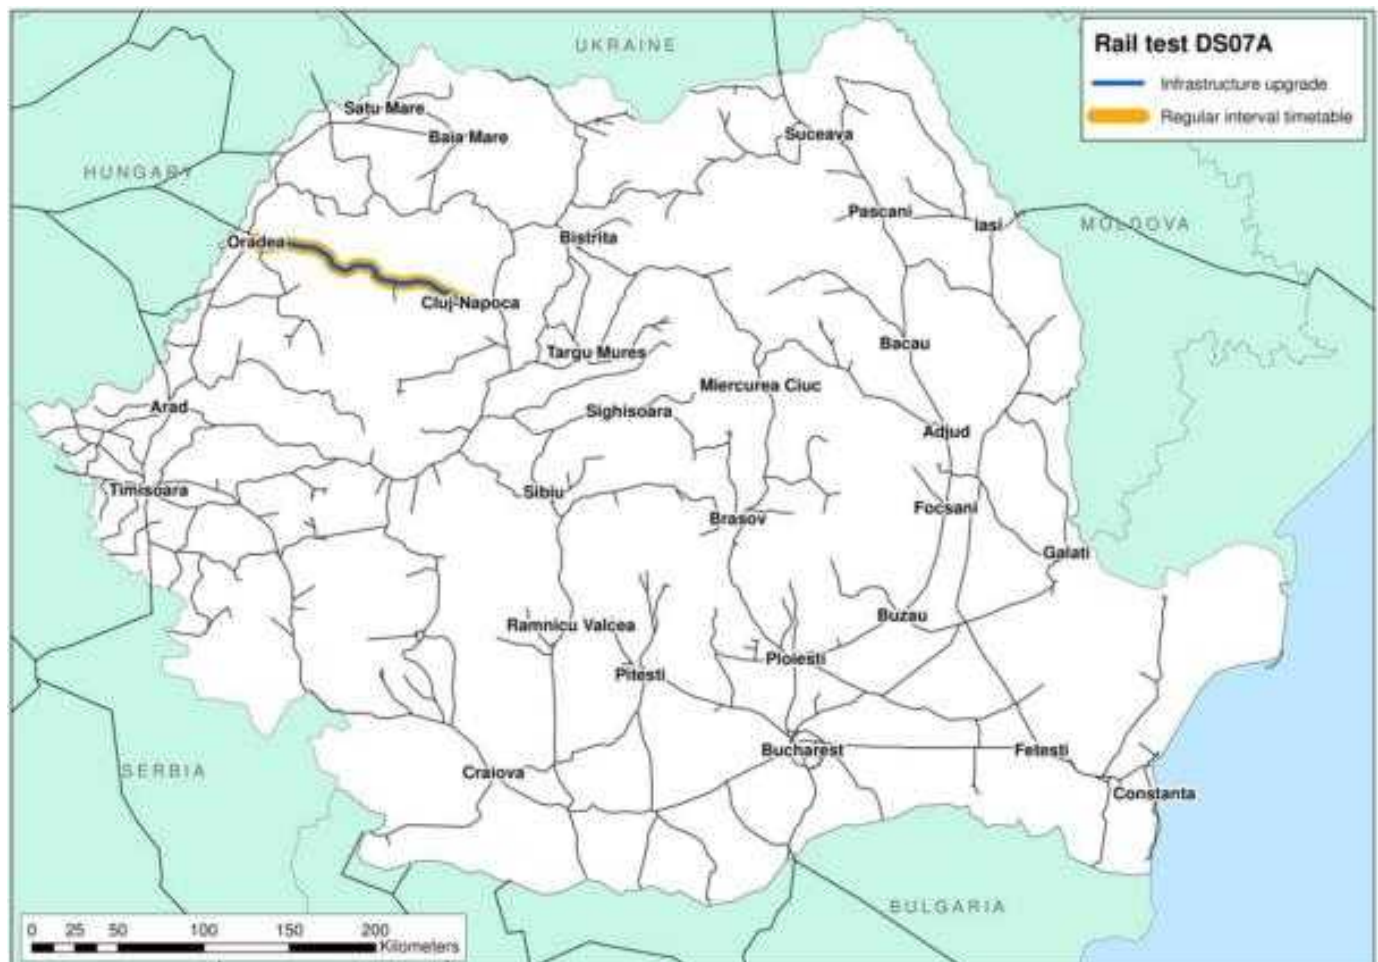 UKRAINE
Rail test DS07A
Infrastructure upgrade
Regular interval timetable
Satu Mare
Baia Mare
Suceava
HUNGARY
Pascani
Iasi
MOLDOVA
Oradea
Bistrita
Cluj-Napoca
Targu Mures
Bacau
Miercurea Ciuc
Arad
Sighisoara
Adjud
Timisoara
Sibiu
Brasov
Focsani
Galati
Ramnicu Valcea
Buzau
Pitesti
Ploiesti
Bucharest
Fetesti
SERBIA
Craiova
Constanta
BULGARIA
0 25 50 100 150 200
Kilometers